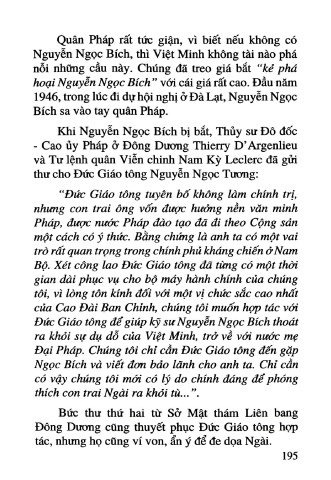 Quân Pháp rất tức giận, vì biết nếu không có
Nguyễn Ngọc Bích, thì Việt Minh không tài nào phá
nổi những cầu này. Chúng đã treo giá bắt “kẻ phá
hoại Nguyễn Ngọc Bích” với cái giá rất cao. Đầu năm
1946, trong lúc đi dự hội nghị ở Đà Lạt, Nguyễn Ngọc
Bích sa vào tay quân Pháp.
Khi Nguyễn Ngọc Bích bị bắt, Thủy sư Đô đốc
- Cao ủy Pháp ở Đông Dương Thierry D’Argenlieu
và Tư lệnh quân Viễn chinh Nam Kỳ Leclerc đã gửi
thư cho Đức Giáo tông Nguyễn Ngọc Tương:
“Đức Giáo tông tuyên bố không làm chính trị,
nhưng con trai ông vốn được hưởng nền văn minh
Pháp, được nước Pháp đào tạo đã đi theo Cộng sản
một cách có ý thức. Bằng chứng là anh ta có một vai
trò rất quan trọng trong chính phủ kháng chiến ở Nam
Bộ. Xét công lao Đức Giáo tông đã từng có một thời
gian dài phục vụ cho bộ máy hành chính của chúng
tôi, vì lòng tôn kính đối với một vị chức sắc cao nhất
của Cao Đài Ban Chỉnh, chúng tôi muốn hợp tác với
Đức Giáo tông để giúp kỹ sư Nguyễn Ngọc Bích thoát
ra khỏi sự dụ dỗ của Việt Minh, trở về với nước mẹ
Đại Pháp. Chúng tôi chỉ cần Đức Giáo tông đến gặp
Ngọc Bích và viết đơn bảo lãnh cho anh ta. Chỉ cần
có vậy chúng tôi mới có lý do chính đáng để phóng
thích con trai Ngài ra khỏi tù...”.
Bức thư thứ hai từ Sở Mật thám Liên bang
Đông Dương cũng thuyết phục Đức Giáo tông hợp
tác, nhưng họ cũng ví von, ẩn ý để đe dọa Ngài.
195